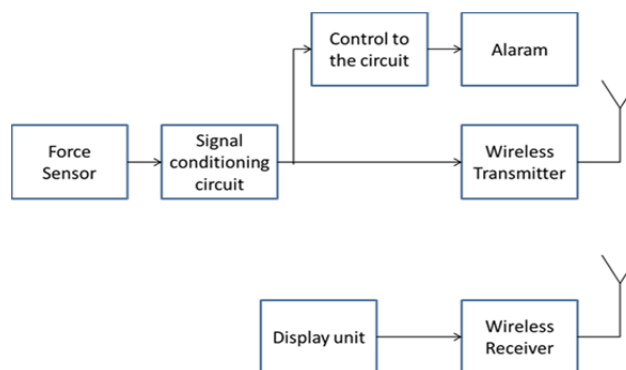 Control to
the circuit
Alaram
Force
Sensor
Signal
conditioning
circuit
Wireless
Transmitter
Display unit
Wireless
Receiver